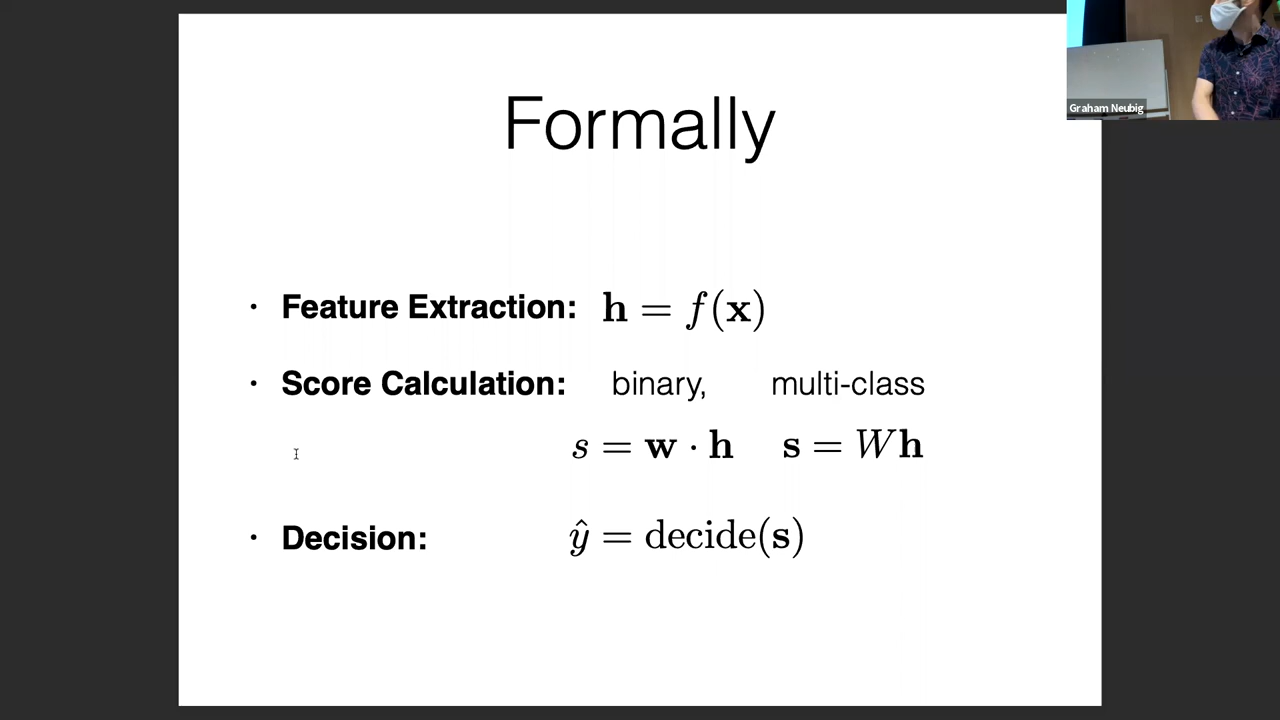 Formally
Graham Neubig
• Feature Extraction: h = f(x)
• Score Calculation: binary, multi-class
s = w · h s = Wh
• Decision: ŷ = decide(s)